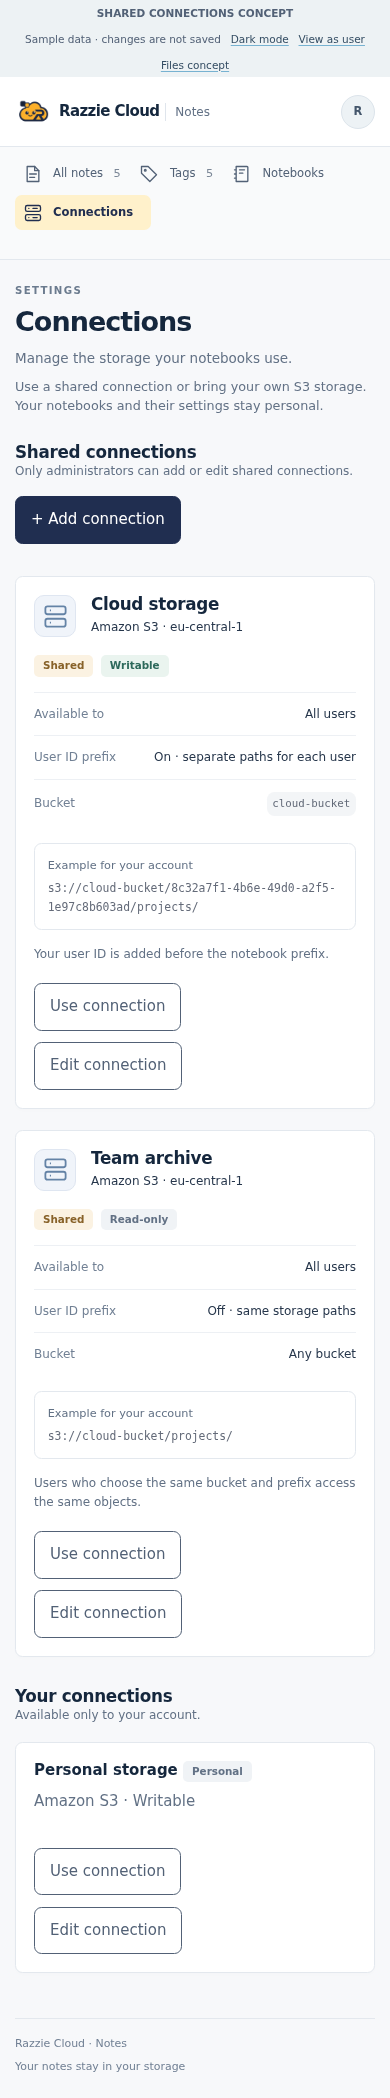 SHARED CONNECTIONS CONCEPT
Sample data · changes are not saved Dark mode View as user
Files concept
Razzie Cloud Notes R
All notes 5 Tags 5 Notebooks
Connections
SETTINGS
Connections
Manage the storage your notebooks use.
Use a shared connection or bring your own S3 storage.
Your notebooks and their settings stay personal.
Shared connections
Only administrators can add or edit shared connections.
+ Add connection
Cloud storage
Amazon S3 · eu-central-1
Shared Writable
Available to All users
User ID prefix On · separate paths for each user
Bucket cloud-bucket
Example for your account
s3://cloud-bucket/8c32a7f1-4b6e-49d0-a2f5-
1e97c8b603ad/projects/
Your user ID is added before the notebook prefix.
Use connection
Edit connection
Team archive
Amazon S3 · eu-central-1
Shared Read-only
Available to All users
User ID prefix Off · same storage paths
Bucket Any bucket
Example for your account
s3://cloud-bucket/projects/
Users who choose the same bucket and prefix access
the same objects.
Use connection
Edit connection
Your connections
Available only to your account.
Personal storage Personal
Amazon S3 · Writable
Use connection
Edit connection
Razzie Cloud · Notes
Your notes stay in your storage